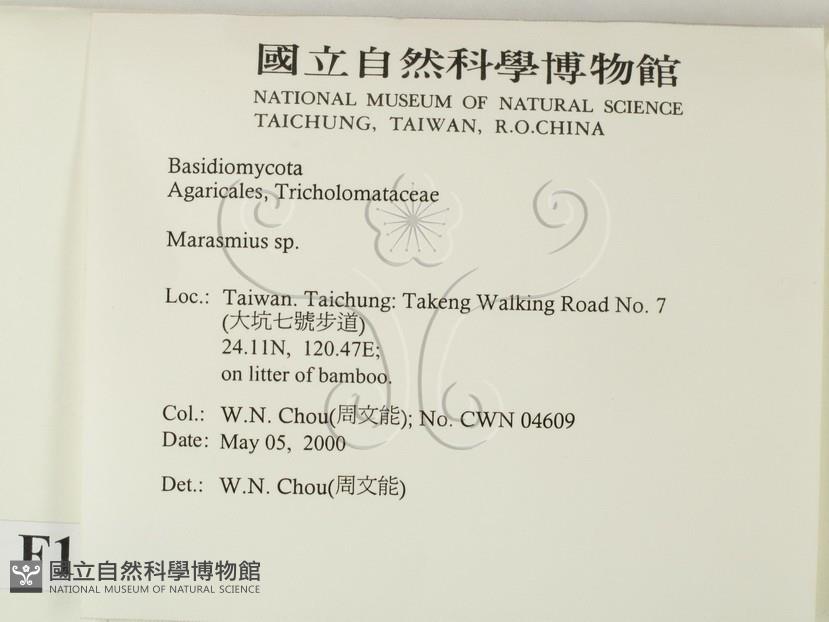 國立自然科學博物館
NATIONAL MUSEUM OF NATURAL SCIENCE
TAICHUNG, TAIWAN, R.O.CHINA
Basidiomycota
Agaricales, Tricholomataceae
Marasmius sp.
Loc.: Taiwan. Taichung: Takeng Walking Road No. 7
(大坑七號步道)
24.11N, 120.47E;
on litter of bamboo.
Col.: W.N. Chou(周文能); No. CWN 04609
Date: May 05, 2000
Det.: W.N. Chou(周文能)
國立自然科學博物館
NATIONAL MUSEUM OF NATURAL SCIENCE